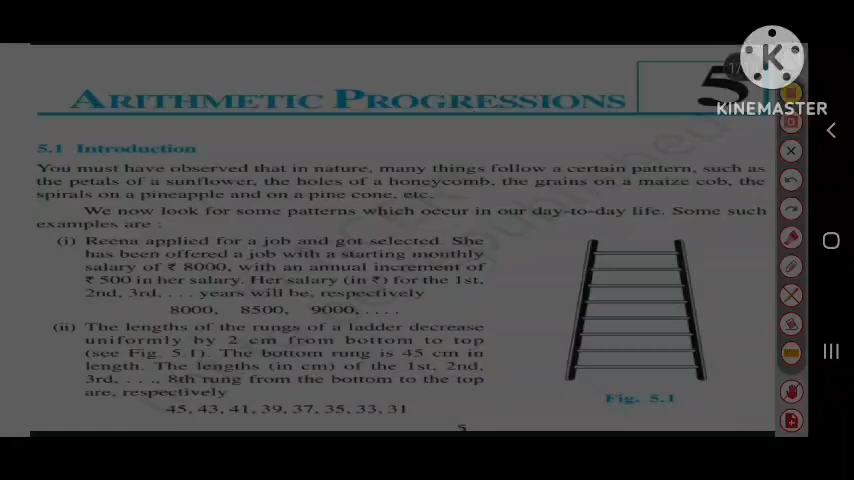 ARITHMETIC PROGRESSIONS
5
KINEMASTER
5.1 Introduction
You must have observed that in nature, many things follow a certain pattern, such as
the petals of a sunflower, the holes of a honeycomb, the grains on a maize cob, the
spirals on a pineapple and on a pine cone, etc.
We now look for some patterns which occur in our day-to-day life. Some such
examples are :
(i) Reena applied for a job and got selected. She
has been offered a job with a starting monthly
salary of ₹ 8000, with an annual increment of
₹ 500 in her salary. Her salary (in ₹) for the 1st,
2nd, 3rd, . . . years will be, respectively
8000, 8500, 9000, . . . .
(ii) The lengths of the rungs of a ladder decrease
uniformly by 2 cm from bottom to top
(see Fig. 5.1). The bottom rung is 45 cm in
length. The lengths (in cm) of the 1st, 2nd,
3rd, . . ., 8th rung from the bottom to the top
are, respectively
45, 43, 41, 39, 37, 35, 33, 31
Fig. 5.1